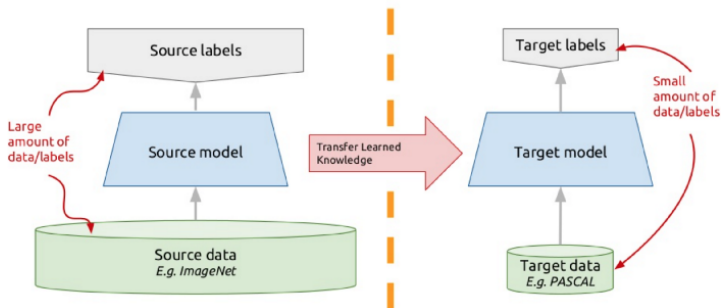 Source labels
Large
amount of
data/labels
Source model
Source data
E.g. ImageNet
Transfer Learned
Knowledge
Target labels
Small
amount of
data/labels
Target model
Target data
E.g. PASCAL